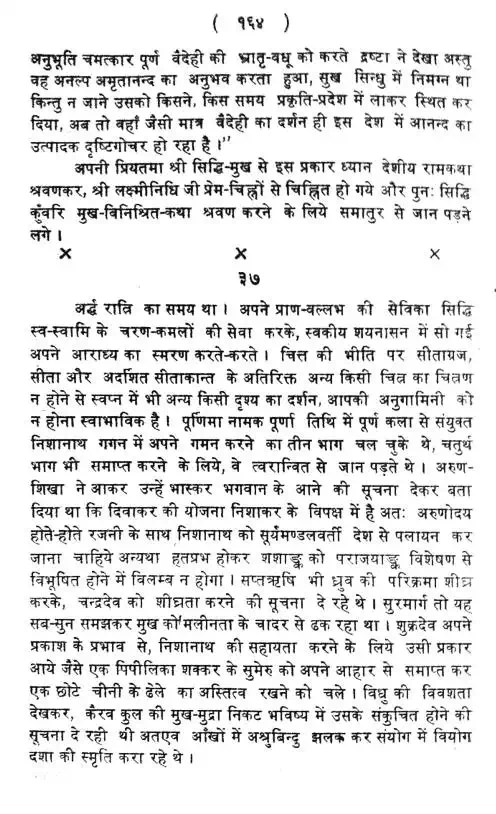 ( १६४ )
अनुभूति चमत्कार पूर्ण वैदेही की भ्रातृ-वधू को करते द्रष्टा ने देखा अस्तु
वह अनल्प अमृतानन्द का अनुभव करता हुआ, सुख सिन्धु में निमग्न था
किन्तु न जाने उसको किसने, किस समय प्रकृति-प्रदेश में लाकर स्थित कर
दिया, अब तो वहाँ जैसी मात्र वैदेही का दर्शन ही इस देश में आनन्द का
उत्पादक दृष्टिगोचर हो रहा है।"
अपनी प्रियतमा श्री सिद्धि-मुख से इस प्रकार ध्यान देशीय रामकथा
श्रवणकर, श्री लक्ष्मीनिधि जी प्रेम-चिह्नों से चिह्नित हो गये और पुनः सिद्धि
कुँवरि मुख-विनिश्रित-कथा श्रवण करने के लिये समातुर से जान पड़ने
लगे।
× × ×
३७
अर्द्ध रात्रि का समय था। अपने प्राण-वल्लभ की सेविका सिद्धि
स्व-स्वामि के चरण-कमलों की सेवा करके, स्वकीय शयनासन में सो गई
अपने आराध्य का स्मरण करते-करते। चित्त की भीति पर सीताग्रज,
सीता और अदर्शित सीताकान्त के अतिरिक्त अन्य किसी चित्र का चित्रण
न होने से स्वप्न में भी अन्य किसी दृश्य का दर्शन, आपकी अनुगामिनी को
न होना स्वाभाविक है। पूर्णिमा नामक पूर्णा तिथि में पूर्ण कला से संयुक्त
निशानाथ गगन में अपने गमन करने का तीन भाग चल चुके थे, चतुर्थ
भाग भी समाप्त करने के लिये, वे त्वरान्वित से जान पड़ते थे। अरुण-
शिखा ने आकर उन्हें भास्कर भगवान के आने की सूचना देकर बता
दिया था कि दिवाकर की योजना निशाकर के विपक्ष में है अतः अरुणोदय
होते-होते रजनी के साथ निशानाथ को सूर्यमण्डलवर्ती देश से पलायन कर
जाना चाहिये अन्यथा हतप्रभ होकर शशाङ्क को पराजयाङ्क विशेषण से
विभूषित होने में विलम्ब न होगा। सप्तऋषि भी ध्रुव की परिक्रमा शीघ्र
करके, चन्द्रदेव को शीघ्रता करने की सूचना दे रहे थे। सुरमार्ग तो यह
सब-सुन समझकर मुख को मलीनता के चादर से ढक रहा था। शुक्रदेव अपने
प्रकाश के प्रभाव से, निशानाथ की सहायता करने के लिये उसी प्रकार
आये जैसे एक पिपीलिका शक्कर के सुमेरु को अपने आहार से समाप्त कर
एक छोटे चीनी के ढेले का अस्तित्व रखने को चले। विधु की विवशता
देखकर, कैरव कुल की मुख-मुद्रा निकट भविष्य में उसके संकुचित होने की
सूचना दे रही थी अतएव आँखों में अश्रुबिन्दु झलक कर संयोग में वियोग
दशा की स्मृति करा रहे थे।